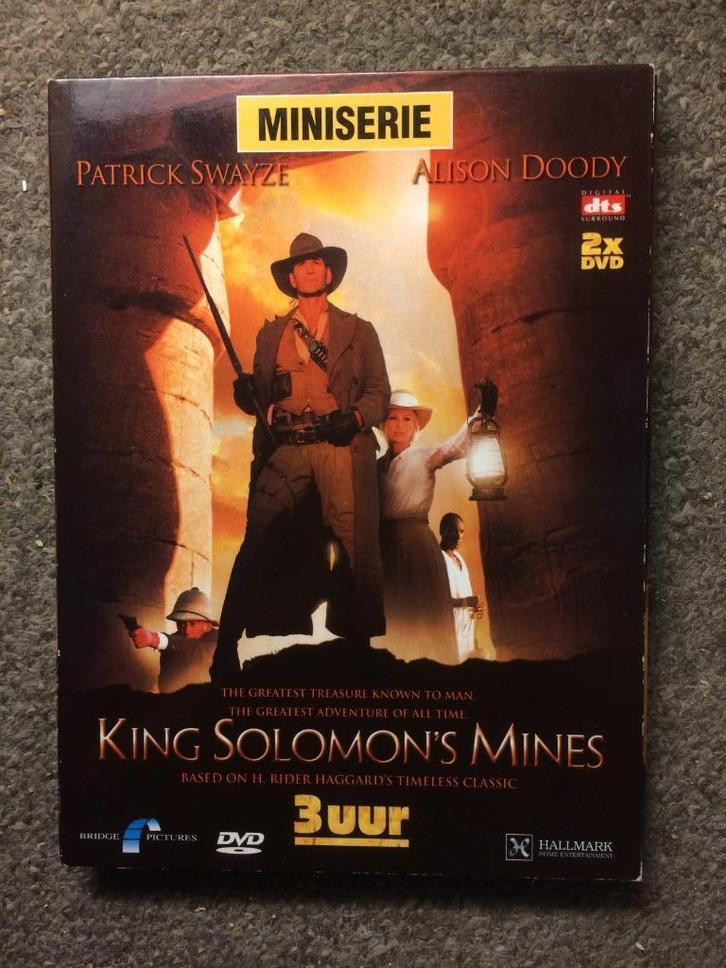 MINISERIE
PATRICK SWAYZE
ALISON DOODY
DIGITAL
dts
SURROUND
2x
DVD
THE GREATEST TREASURE KNOWN TO MAN.
THE GREATEST ADVENTURE OF ALL TIME.
KING SOLOMON'S MINES
BASED ON H. RIDER HAGGARD'S TIMELESS CLASSIC
3 uur
BRIDGE PICTURES
DVD
HALLMARK
HOME ENTERTAINMENT